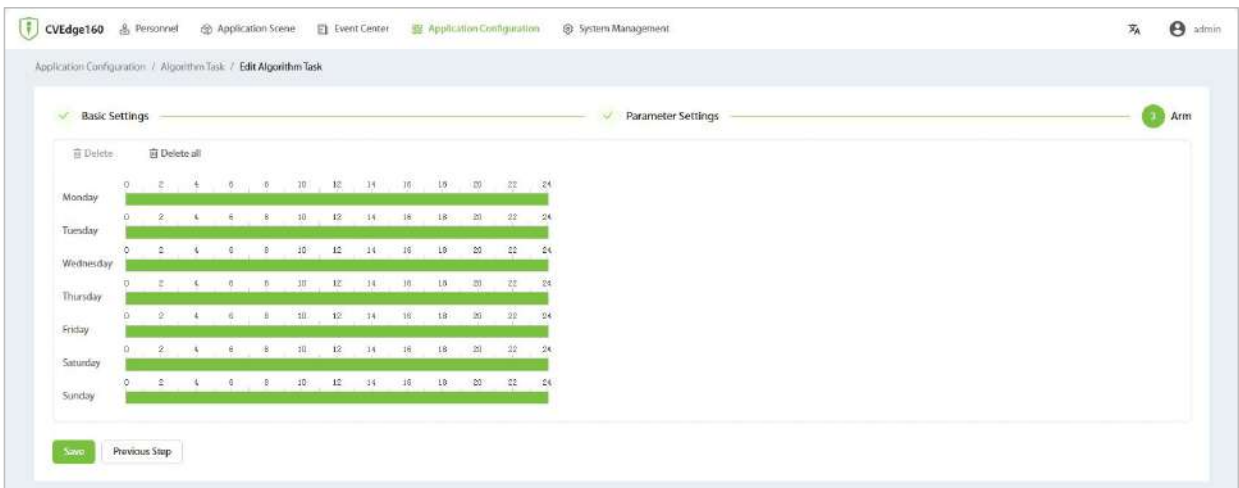 CVEdge160 Personnel Application Scene Event Center Application Configuration System Management admin
Application Configuration / Algorithm Task / Edit Algorithm Task
Basic Settings Parameter Settings 3 Arm
Delete Delete all
0 2 4 6 8 10 12 14 16 18 20 22 24
Monday
0 2 4 6 8 10 12 14 16 18 20 22 24
Tuesday
0 2 4 6 8 10 12 14 16 18 20 22 24
Wednesday
0 2 4 6 8 10 12 14 16 18 20 22 24
Thursday
0 2 4 6 8 10 12 14 16 18 20 22 24
Friday
0 2 4 6 8 10 12 14 16 18 20 22 24
Saturday
0 2 4 6 8 10 12 14 16 18 20 22 24
Sunday
Save Previous Step